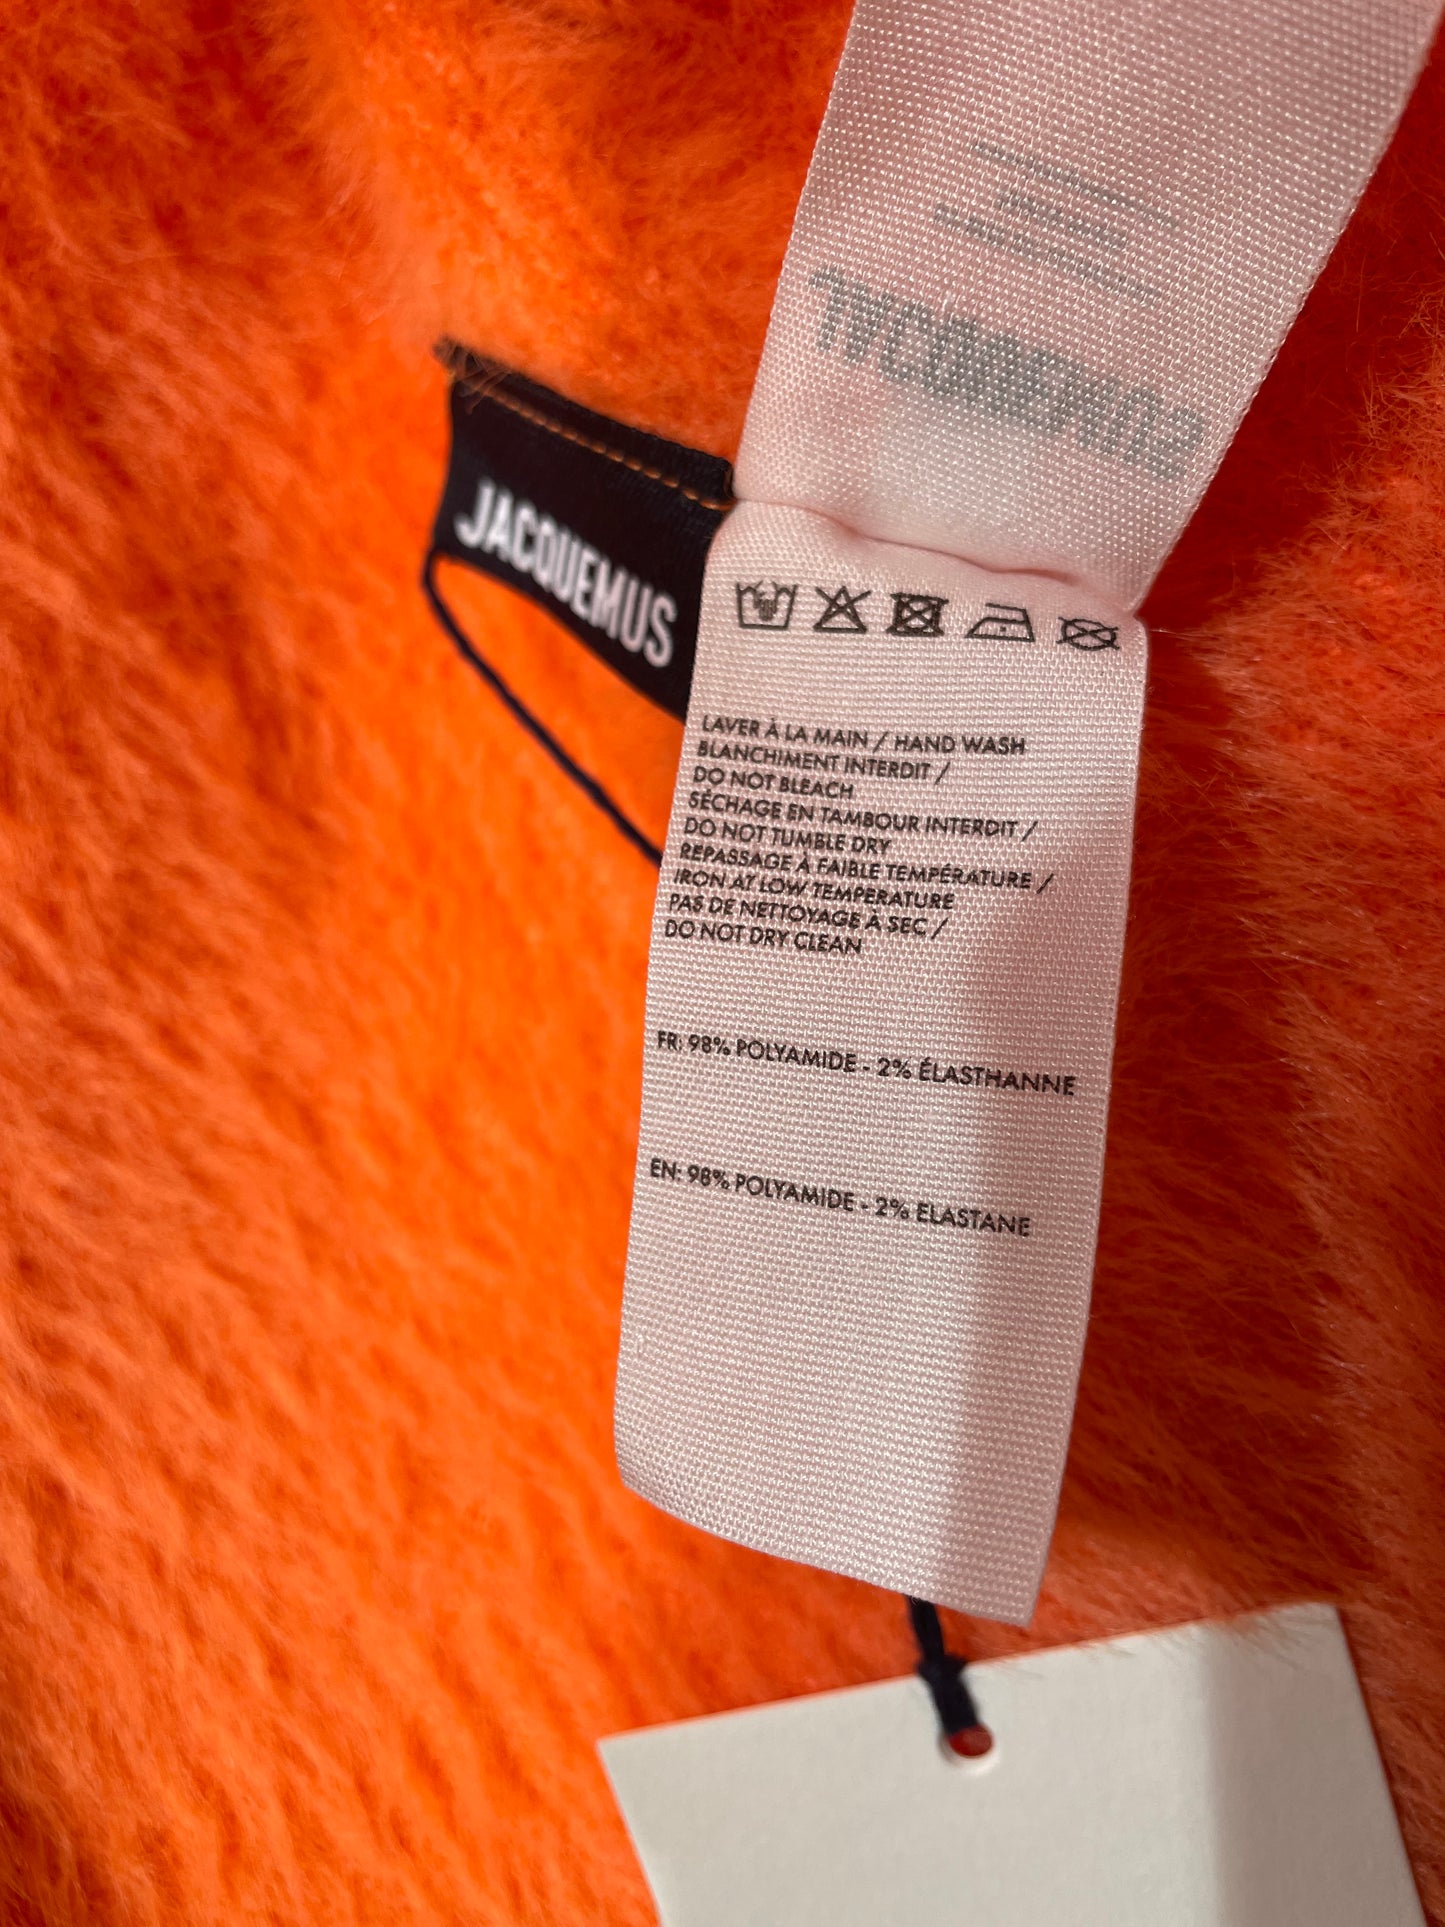 JACQUEMUS
JACQUEMUS
LAVER À LA MAIN / HAND WASH
BLANCHIMENT INTERDIT /
DO NOT BLEACH
SÉCHAGE EN TAMBOUR INTERDIT /
DO NOT TUMBLE DRY
REPASSAGE À FAIBLE TEMPÉRATURE /
IRON AT LOW TEMPERATURE
PAS DE NETTOYAGE À SEC /
DO NOT DRY CLEAN
FR: 98% POLYAMIDE - 2% ÉLASTHANNE
EN: 98% POLYAMIDE - 2% ELASTANE